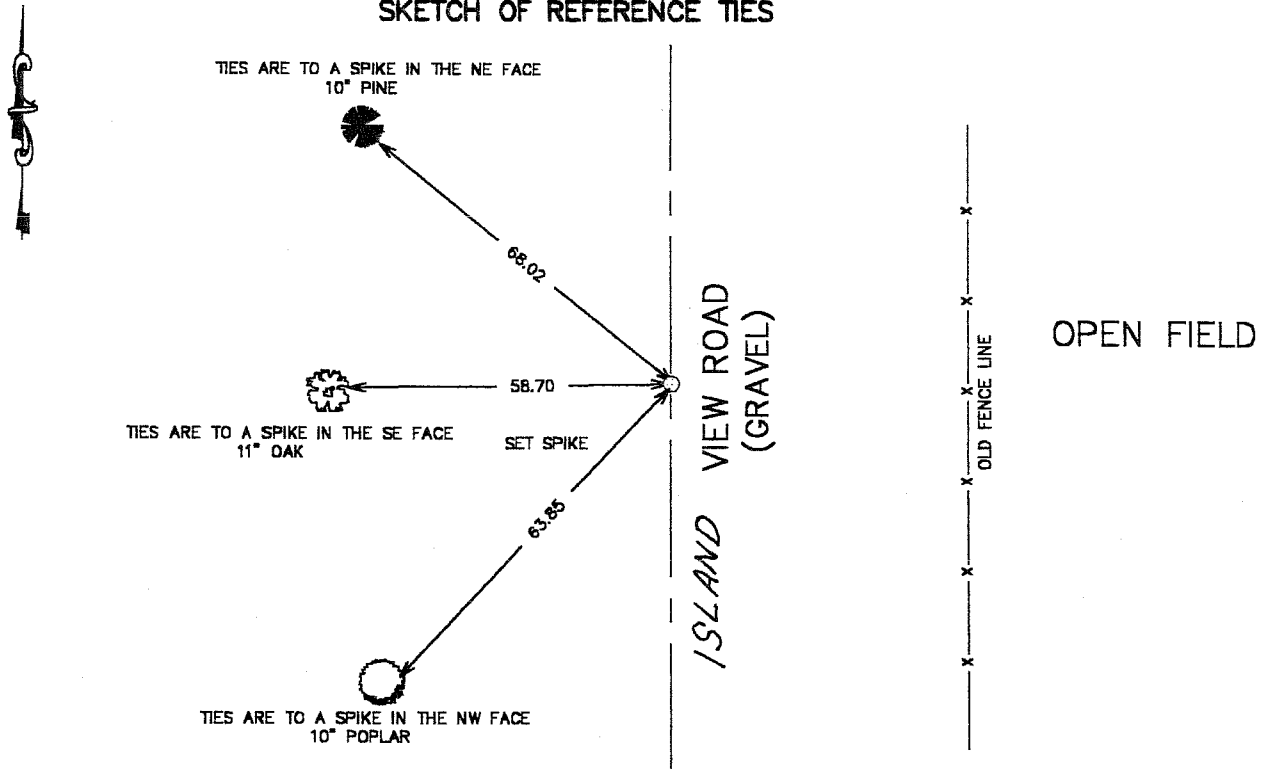 SKETCH OF REFERENCE TIES
TIES ARE TO A SPIKE IN THE NE FACE
10" PINE
68.02
58.70
TIES ARE TO A SPIKE IN THE SE FACE
11" OAK
SET SPIKE
63.85
TIES ARE TO A SPIKE IN THE NW FACE
10" POPLAR
ISLAND VIEW ROAD
(GRAVEL)
OLD FENCE LINE
OPEN FIELD